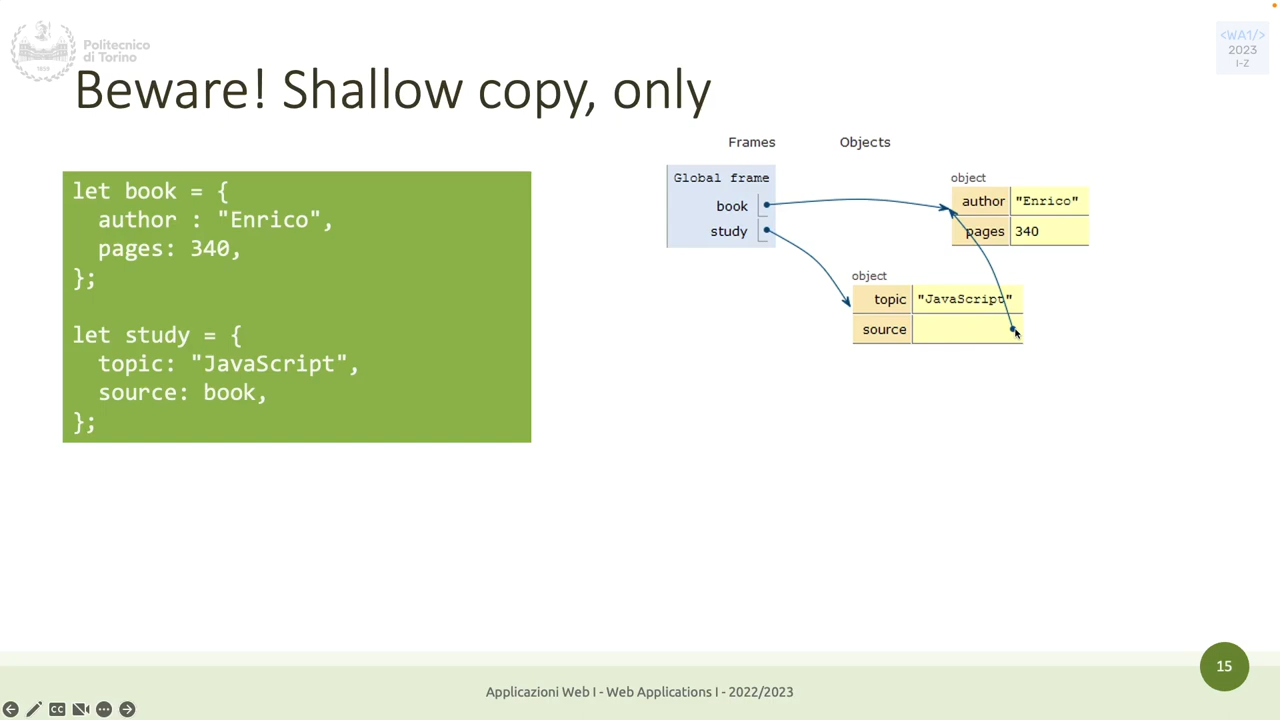 Politecnico
di Torino
1859
<WA1/>
2023
I-Z
Beware! Shallow copy, only
let book = {
author : "Enrico",
pages: 340,
};
let study = {
topic: "JavaScript",
source: book,
};
Frames
Objects
Global frame
book
study
object
author "Enrico"
pages 340
object
topic "JavaScript"
source
15
Applicazioni Web I - Web Applications I - 2022/2023
CC